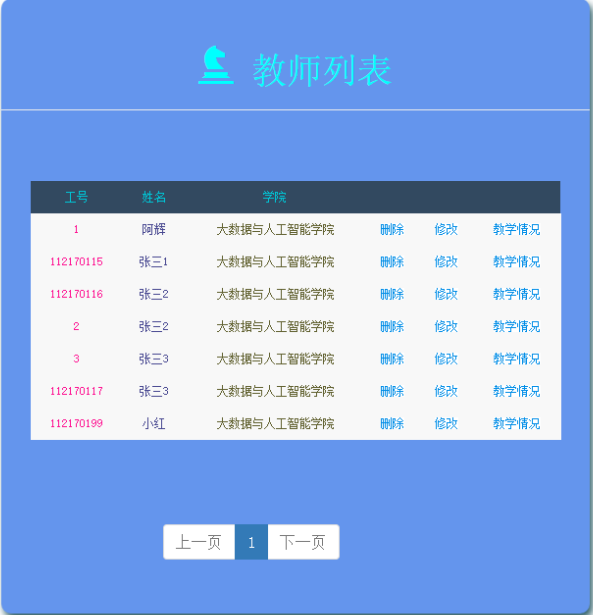 教师列表
工号 姓名 学院
1 阿辉 大数据与人工智能学院 删除 修改 教学情况
112170115 张三1 大数据与人工智能学院 删除 修改 教学情况
112170116 张三2 大数据与人工智能学院 删除 修改 教学情况
2 张三2 大数据与人工智能学院 删除 修改 教学情况
3 张三3 大数据与人工智能学院 删除 修改 教学情况
112170117 张三3 大数据与人工智能学院 删除 修改 教学情况
112170199 小红 大数据与人工智能学院 删除 修改 教学情况
上一页 1 下一页